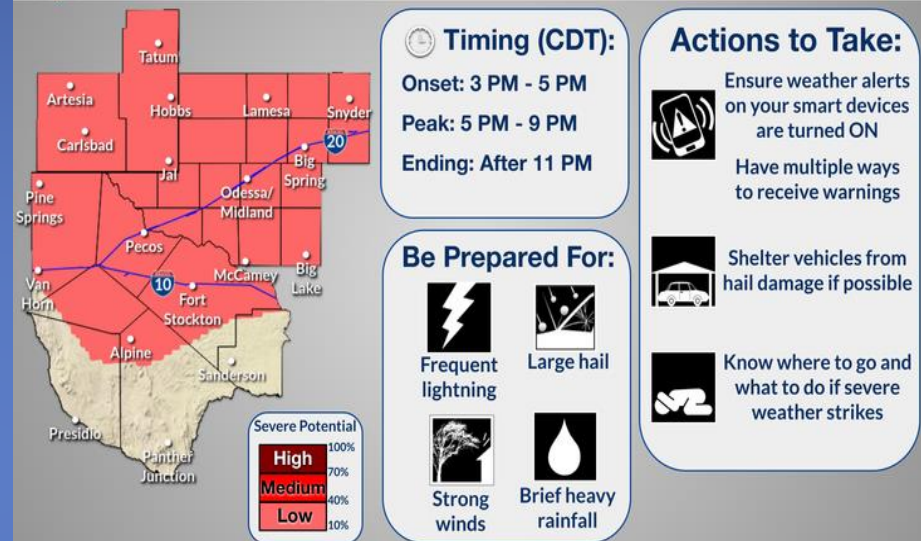 Tatum
Artesia
Hobbs
Lamesa
Snyder
Carlsbad
20
Jal
Big
Spring
Odessa/
Midland
Pine
Springs
Pecos
Van
Horn
10
McCamey
Big
Lake
Fort
Stockton
Alpine
Sanderson
Presidio
Panther
Junction
Severe Potential
100%
High
70%
Medium
40%
Low
10%
Timing (CDT):
Onset: 3 PM - 5 PM
Peak: 5 PM - 9 PM
Ending: After 11 PM
Be Prepared For:
Frequent
lightning
Large hail
Strong
winds
Brief heavy
rainfall
Actions to Take:
Ensure weather alerts
on your smart devices
are turned ON
Have multiple ways
to receive warnings
Shelter vehicles from
hail damage if possible
Know where to go and
what to do if severe
weather strikes